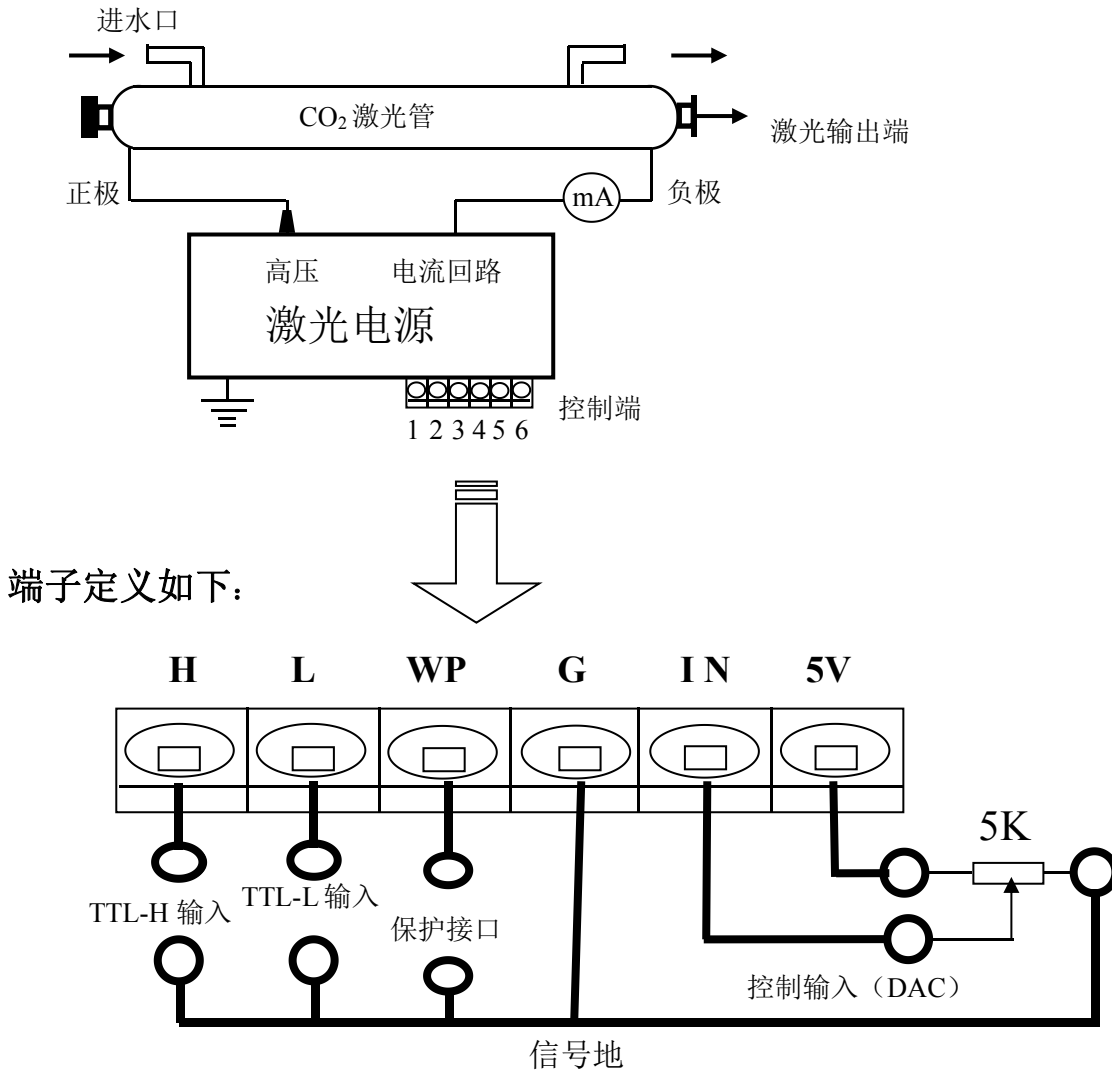 进水口
CO₂激光管
激光输出端
正极
mA
负极
高压 电流回路
激光电源
控制端
1 2 3 4 5 6
端子定义如下：
H L WP G I N 5V
5K
TTL-H 输入
TTL-L 输入
保护接口
控制输入（DAC）
信号地